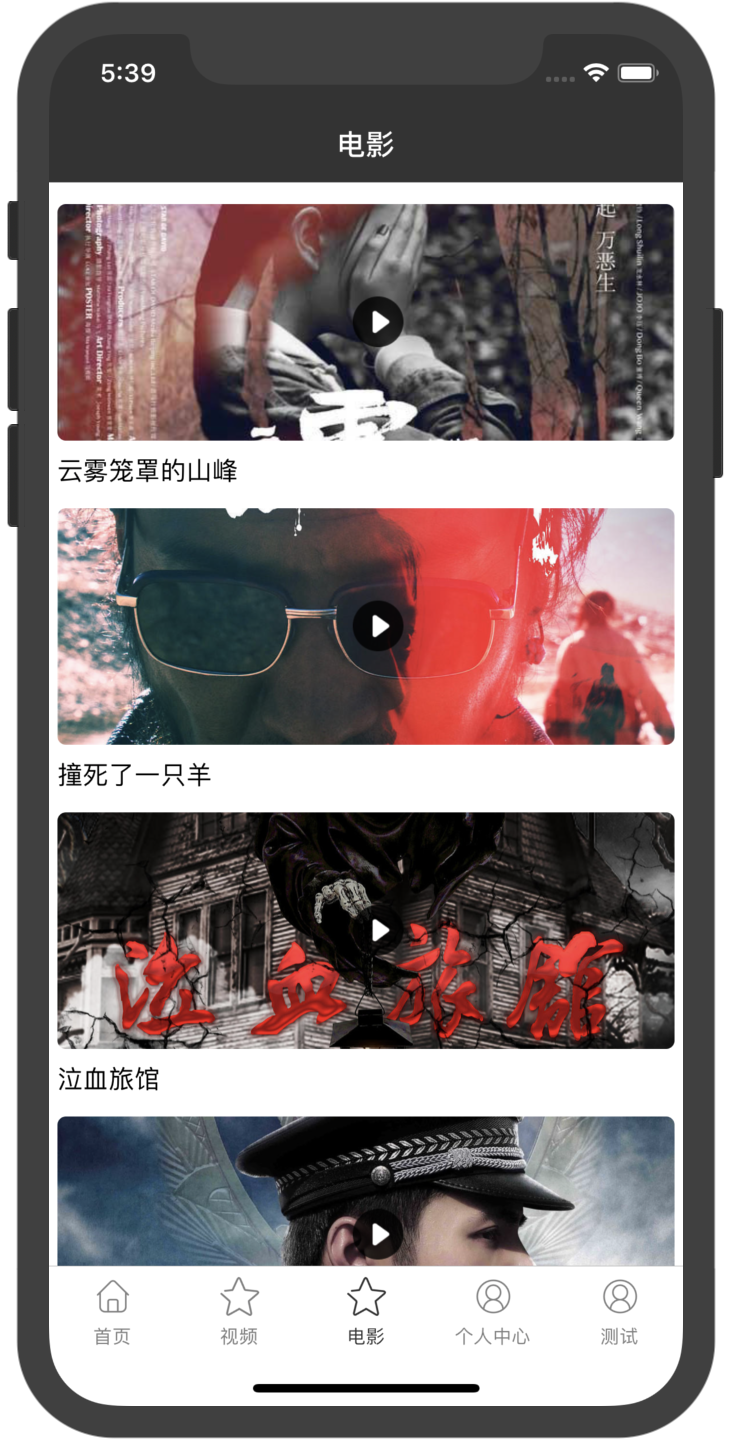 5:39
电影
起 万恶生
云雾笼罩的山峰
撞死了一只羊
泣血旅館
泣血旅馆
首页
视频
电影
个人中心
测试